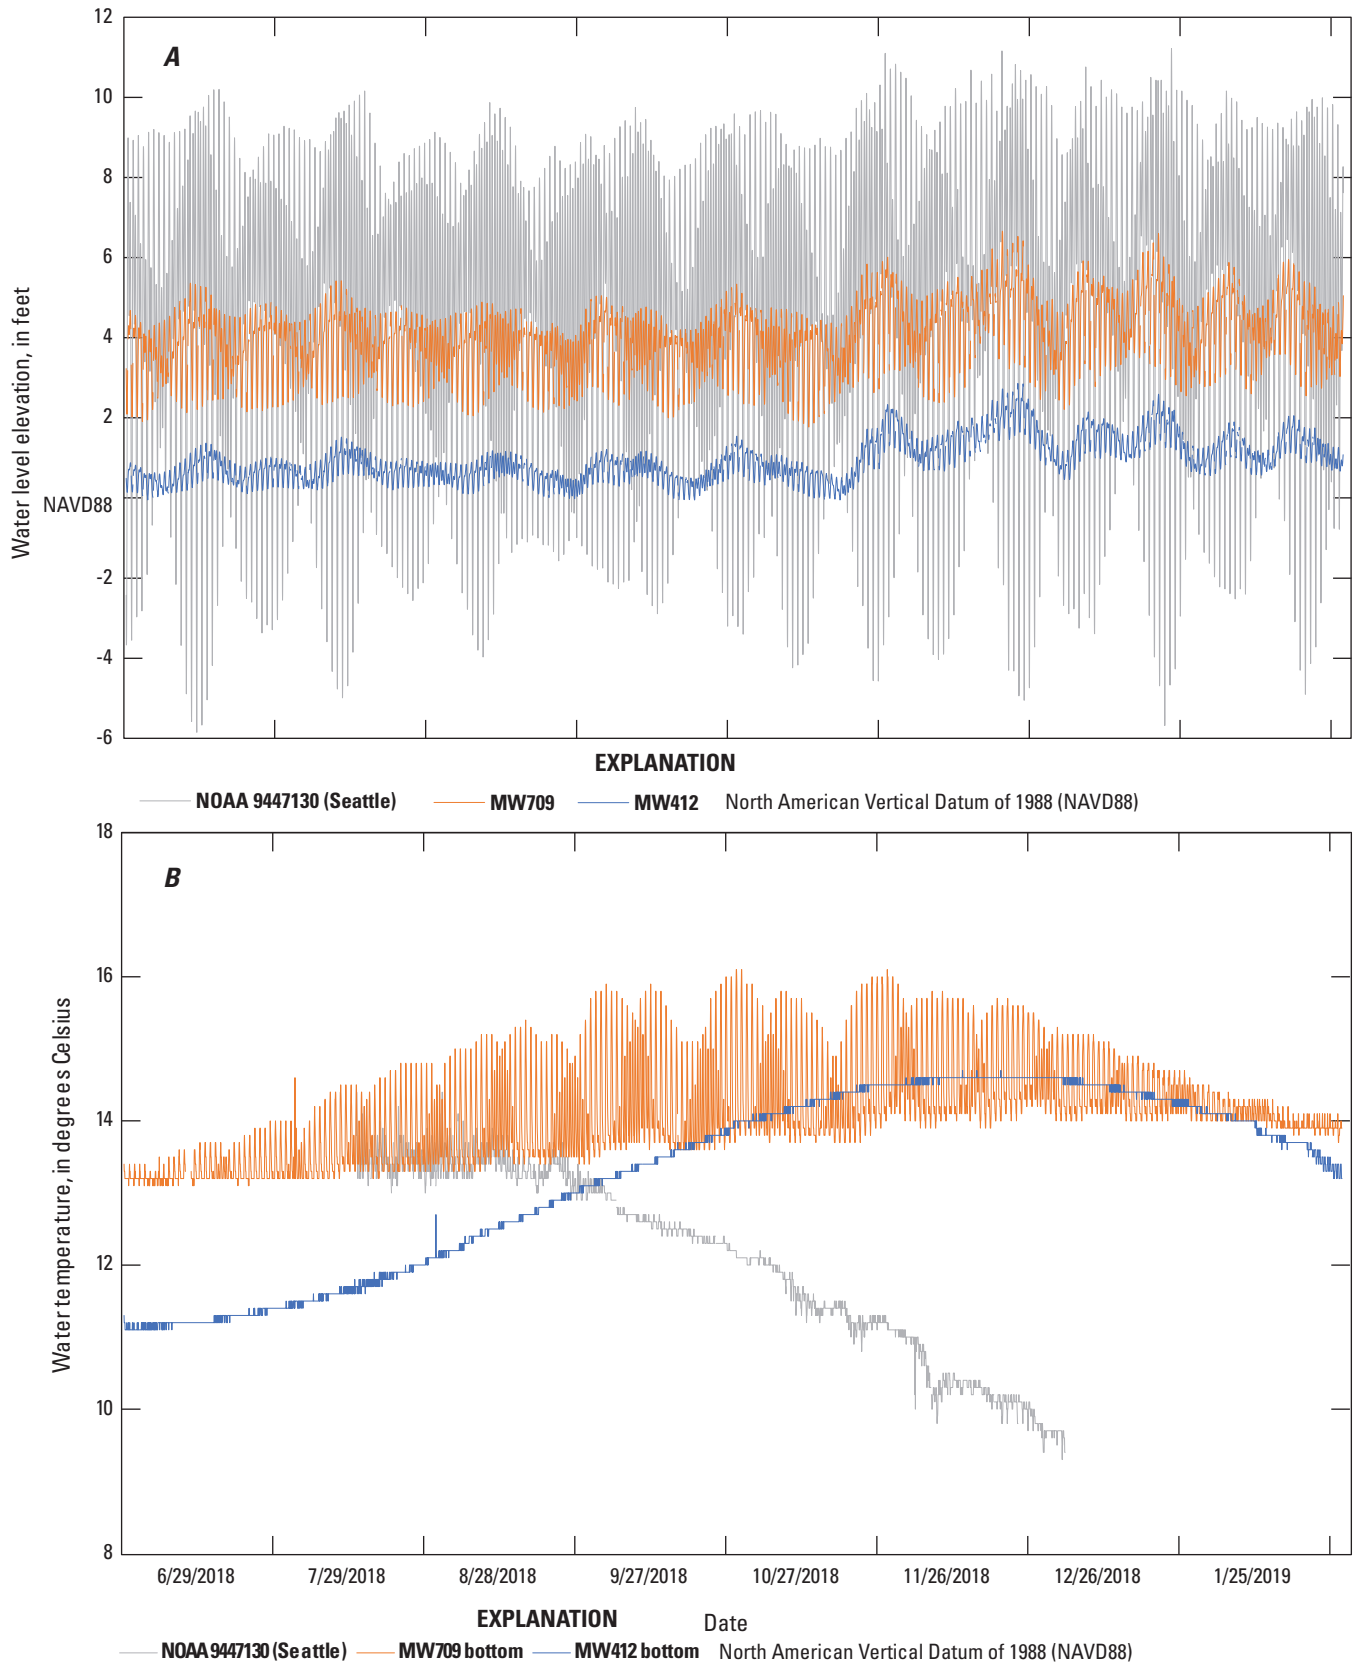 A
12
10
8
6
4
2
NAVD88
-2
-4
-6
Water level elevation, in feet
EXPLANATION
NOAA 9447130 (Seattle) MW709 MW412 North American Vertical Datum of 1988 (NAVD88)
B
18
16
14
12
10
8
Water temperature, in degrees Celsius
6/29/2018 7/29/2018 8/28/2018 9/27/2018 10/27/2018 11/26/2018 12/26/2018 1/25/2019
EXPLANATION Date
NOAA 9447130 (Seattle) MW709 bottom MW412 bottom North American Vertical Datum of 1988 (NAVD88)